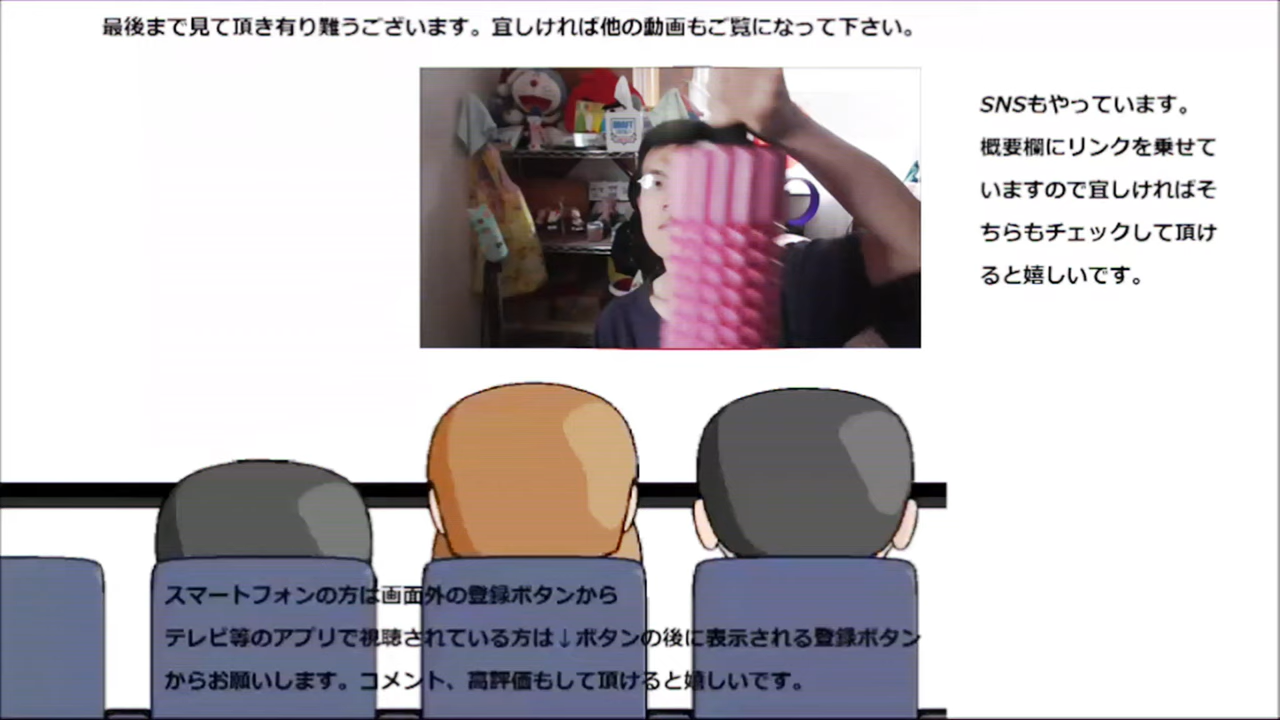 最後まで見て頂き有り難うございます。宜しければ他の動画もご覧になって下さい。
SNSもやっています。
概要欄にリンクを乗せて
いますので宜しければそ
ちらもチェックして頂け
ると嬉しいです。
スマートフォンの方は画面外の登録ボタンから
テレビ等のアプリで視聴されている方は↓ボタンの後に表示される登録ボタン
からお願いします。コメント、高評価もして頂けると嬉しいです。